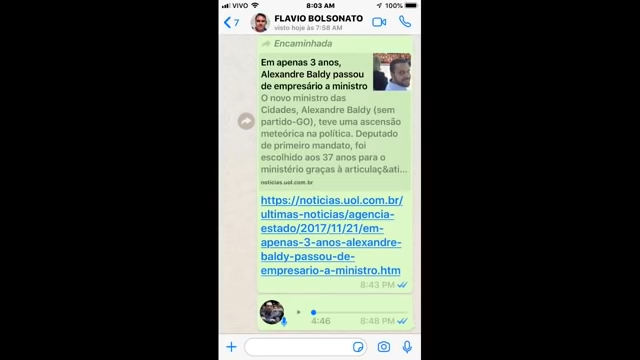 VIVO 8:03 AM 100%
7 FLAVIO BOLSONATO
visto hoje às 7:58 AM
Encaminhada
Em apenas 3 anos,
Alexandre Baldy passou
de empresário a ministro
O novo ministro das
Cidades, Alexandre Baldy (sem
partido-GO), teve uma ascensão
meteórica na política. Deputado
de primeiro mandato, foi
escolhido aos 37 anos para o
ministério graças à articulaç&ati...
noticias.uol.com.br
https://noticias.uol.com.br/
ultimas-noticias/agencia-
estado/2017/11/21/em-
apenas-3-anos-alexandre-
baldy-passou-de-
empresario-a-ministro.htm
8:43 PM
4:46 8:48 PM